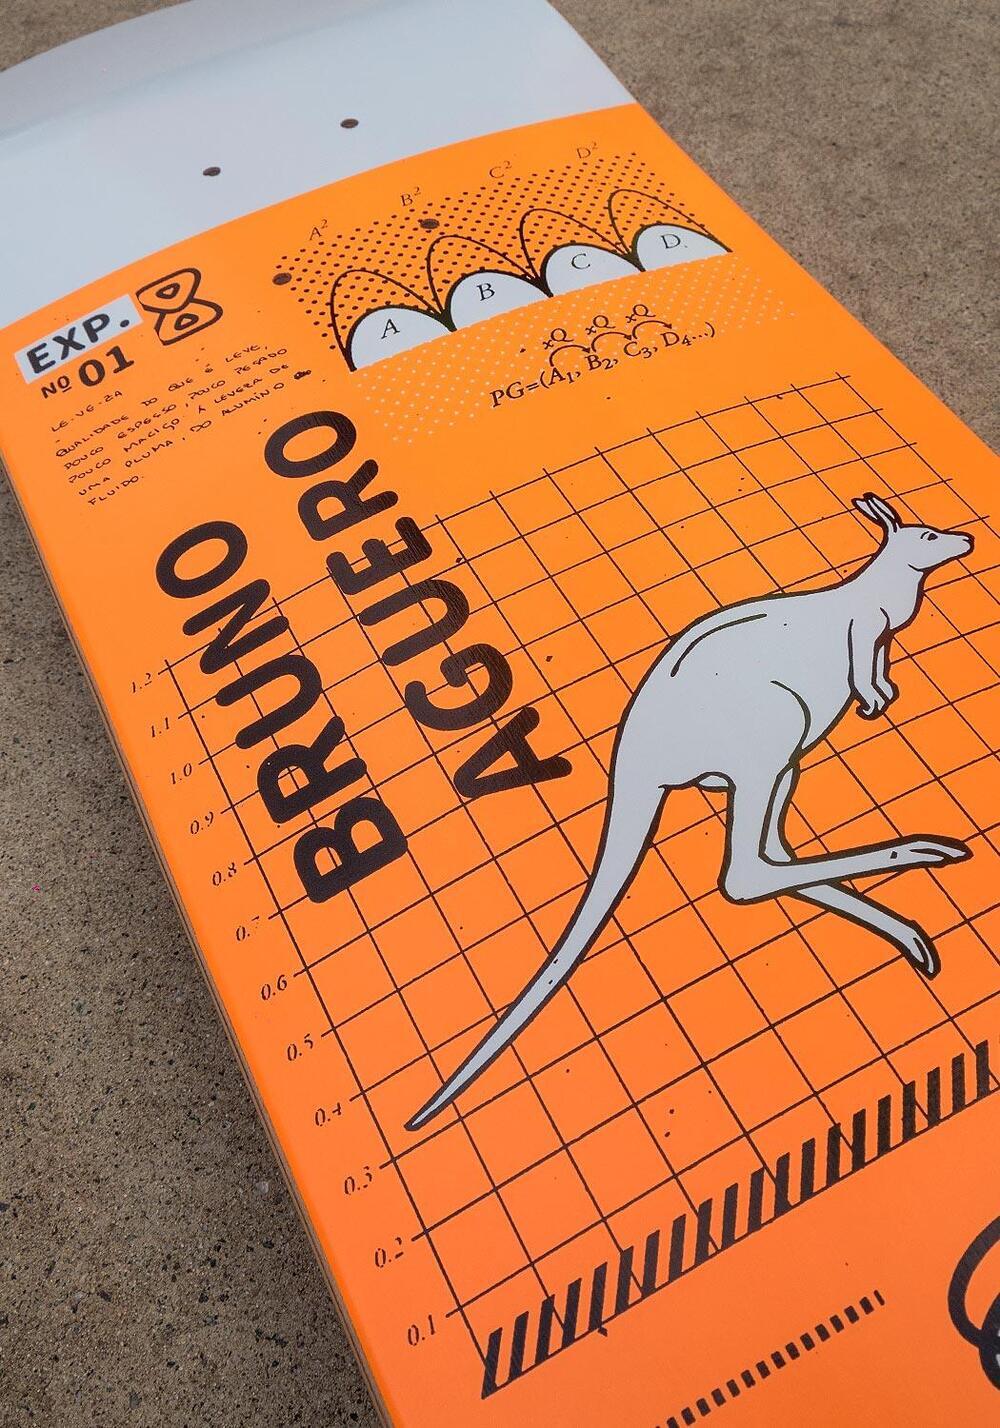 A² B² C² D²
A B C D
EXP.
Nº 01
LE.VE.ZA
QUALIDADE DO QUE É LEVE,
POUCO ESPESSO, POUCO PESADO
POUCO MACIÇO A LEVEZA DE
UMA PLUMA, DO ALUMÍNIO
FLUIDO.
xQ xQ xQ
PG=(A₁, B₂, C₃, D₄...)
BRUNO
AGUERO
1.2
1.1
1.0
0.9
0.8
0.7
0.6
0.5
0.4
0.3
0.2
0.1